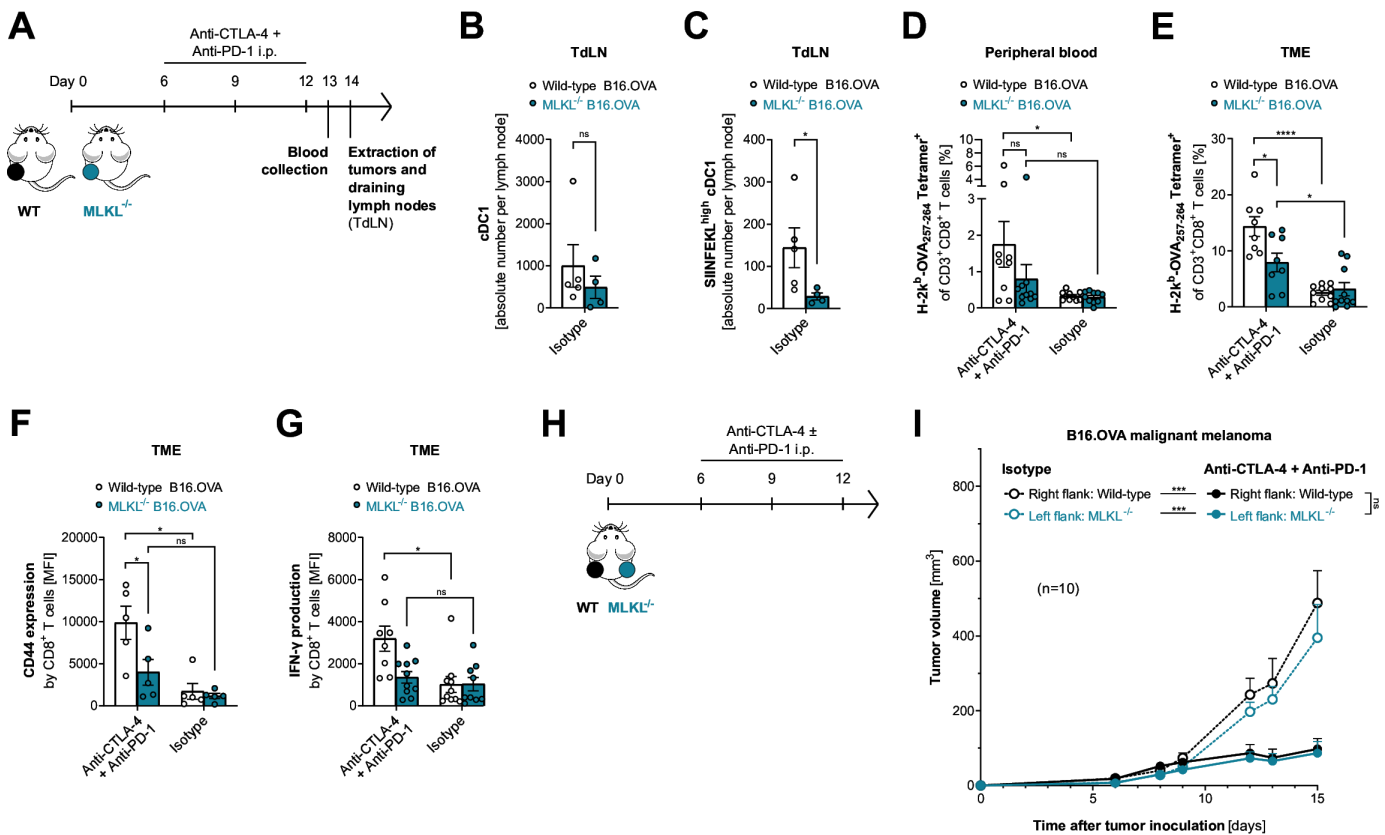 A
Anti-CTLA-4 +
Anti-PD-1 i.p.
Day 0 6 9 12 13 14
Blood
collection
Extraction of
tumors and
draining
lymph nodes
(TdLN)
WT
MLKL-/-
B
TdLN
Wild-type B16.OVA
MLKL-/- B16.OVA
cDC1
[absolute number per lymph node]
4000
3000
2000
1000
0
ns
Isotype
C
TdLN
Wild-type B16.OVA
MLKL-/- B16.OVA
SIINFEKLhigh cDC1
[absolute number per lymph node]
400
300
200
100
0
*
Isotype
D
Peripheral blood
Wild-type B16.OVA
MLKL-/- B16.OVA
H-2kb-OVA257-264 Tetramer+
of CD3+CD8+ T cells [%]
10
8
6
4
3
2
1
0
*
ns
ns
Anti-CTLA-4
+ Anti-PD-1
Isotype
E
TME
Wild-type B16.OVA
MLKL-/- B16.OVA
H-2kb-OVA257-264 Tetramer+
of CD3+CD8+ T cells [%]
30
20
10
0
****
*
*
Anti-CTLA-4
+ Anti-PD-1
Isotype
F
TME
Wild-type B16.OVA
MLKL-/- B16.OVA
CD44 expression
by CD8+ T cells [MFI]
20000
15000
10000
5000
0
*
ns
*
Anti-CTLA-4
+ Anti-PD-1
Isotype
G
TME
Wild-type B16.OVA
MLKL-/- B16.OVA
IFN-γ production
by CD8+ T cells [MFI]
8000
6000
4000
2000
0
*
ns
Anti-CTLA-4
+ Anti-PD-1
Isotype
H
Anti-CTLA-4 ±
Anti-PD-1 i.p.
Day 0 6 9 12
WT MLKL-/-
I
B16.OVA malignant melanoma
Isotype Anti-CTLA-4 + Anti-PD-1
Right flank: Wild-type *** Right flank: Wild-type
Left flank: MLKL-/- *** Left flank: MLKL-/-
ns
(n=10)
Tumor volume [mm3]
800
600
400
200
0
0 5 10 15
Time after tumor inoculation [days]